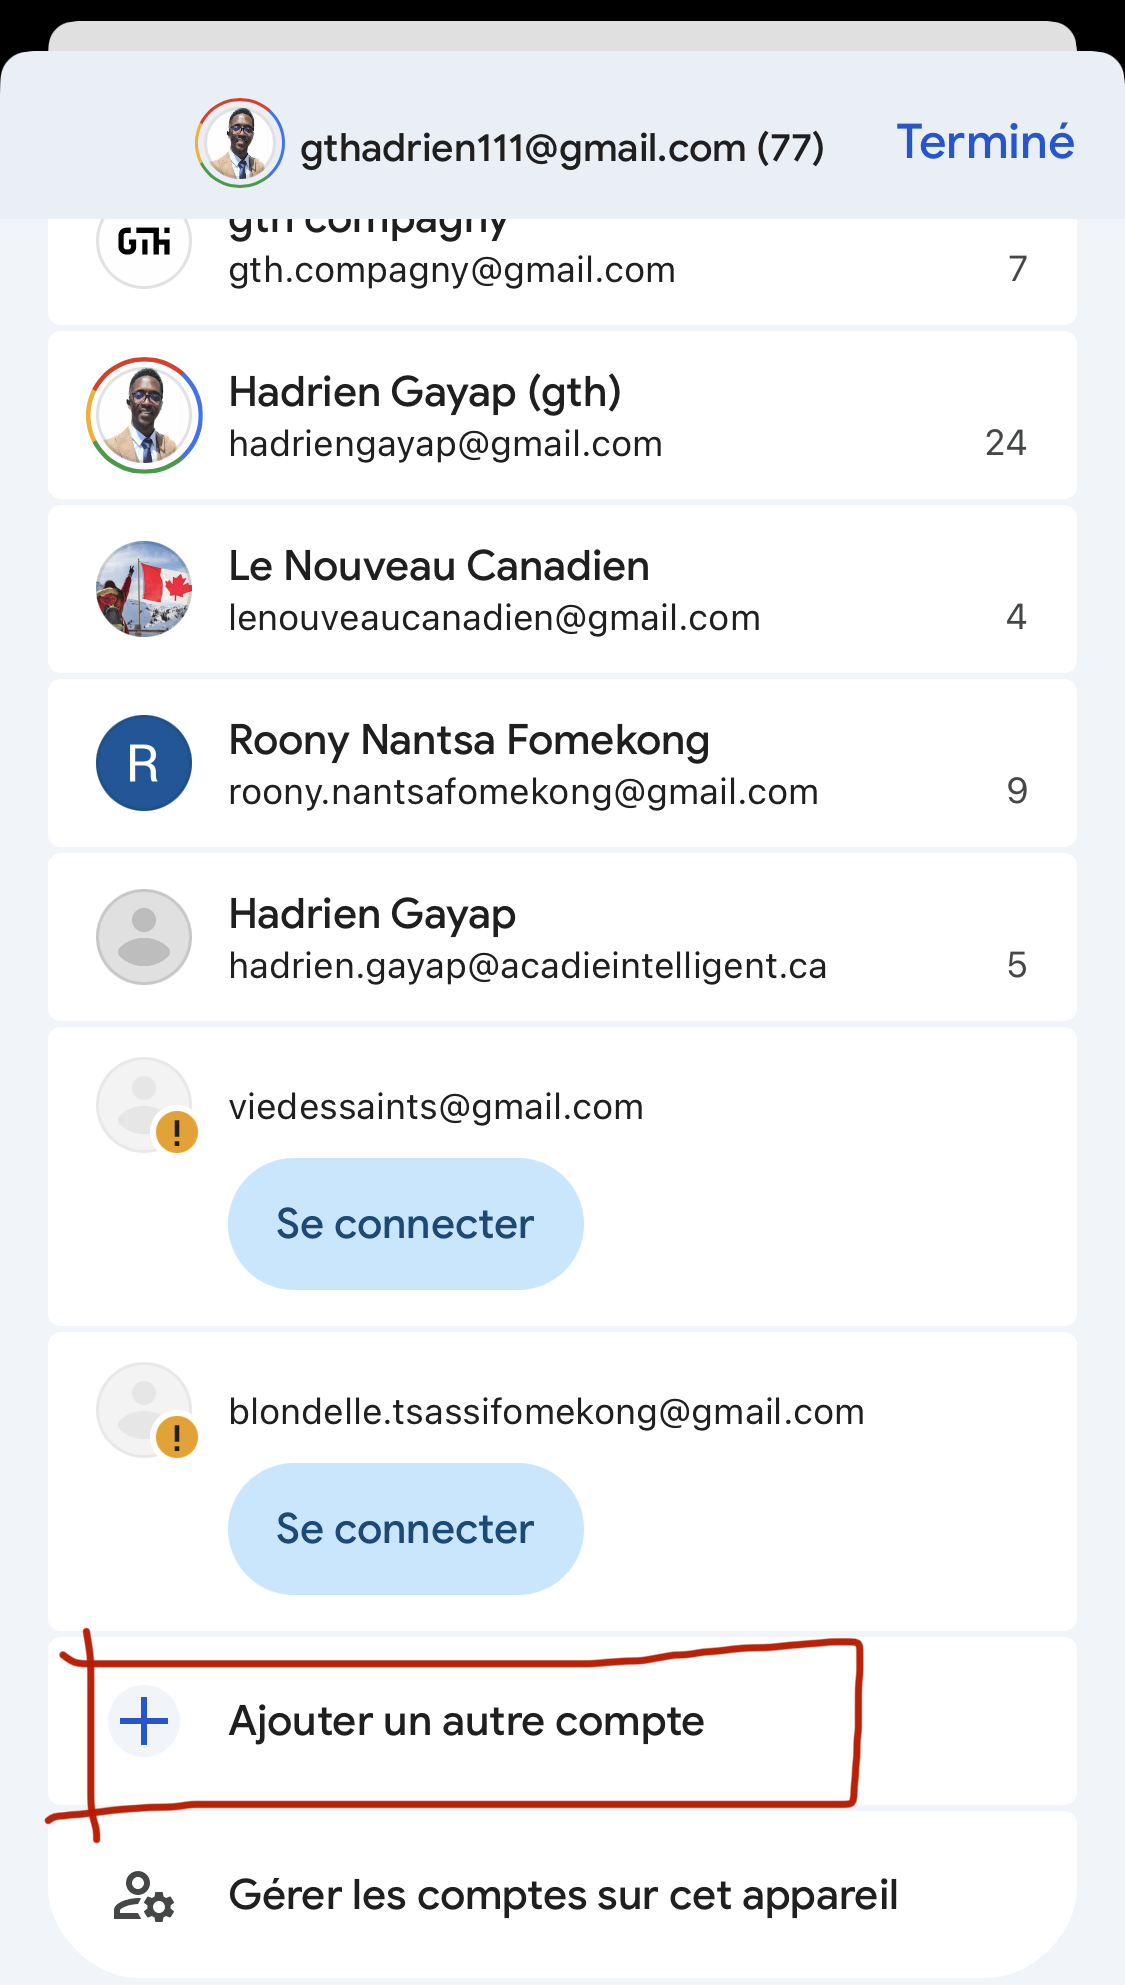 gthadrien111@gmail.com (77)
Terminé
GTH
gth compagny
gth.compagny@gmail.com
7
Hadrien Gayap (gth)
hadriengayap@gmail.com
24
Le Nouveau Canadien
lenouveaucanadien@gmail.com
4
R
Roony Nantsa Fomekong
roony.nantsafomekong@gmail.com
9
Hadrien Gayap
hadrien.gayap@acadieintelligent.ca
5
viedessaints@gmail.com
Se connecter
blondelle.tsassifomekong@gmail.com
Se connecter
Ajouter un autre compte
Gérer les comptes sur cet appareil